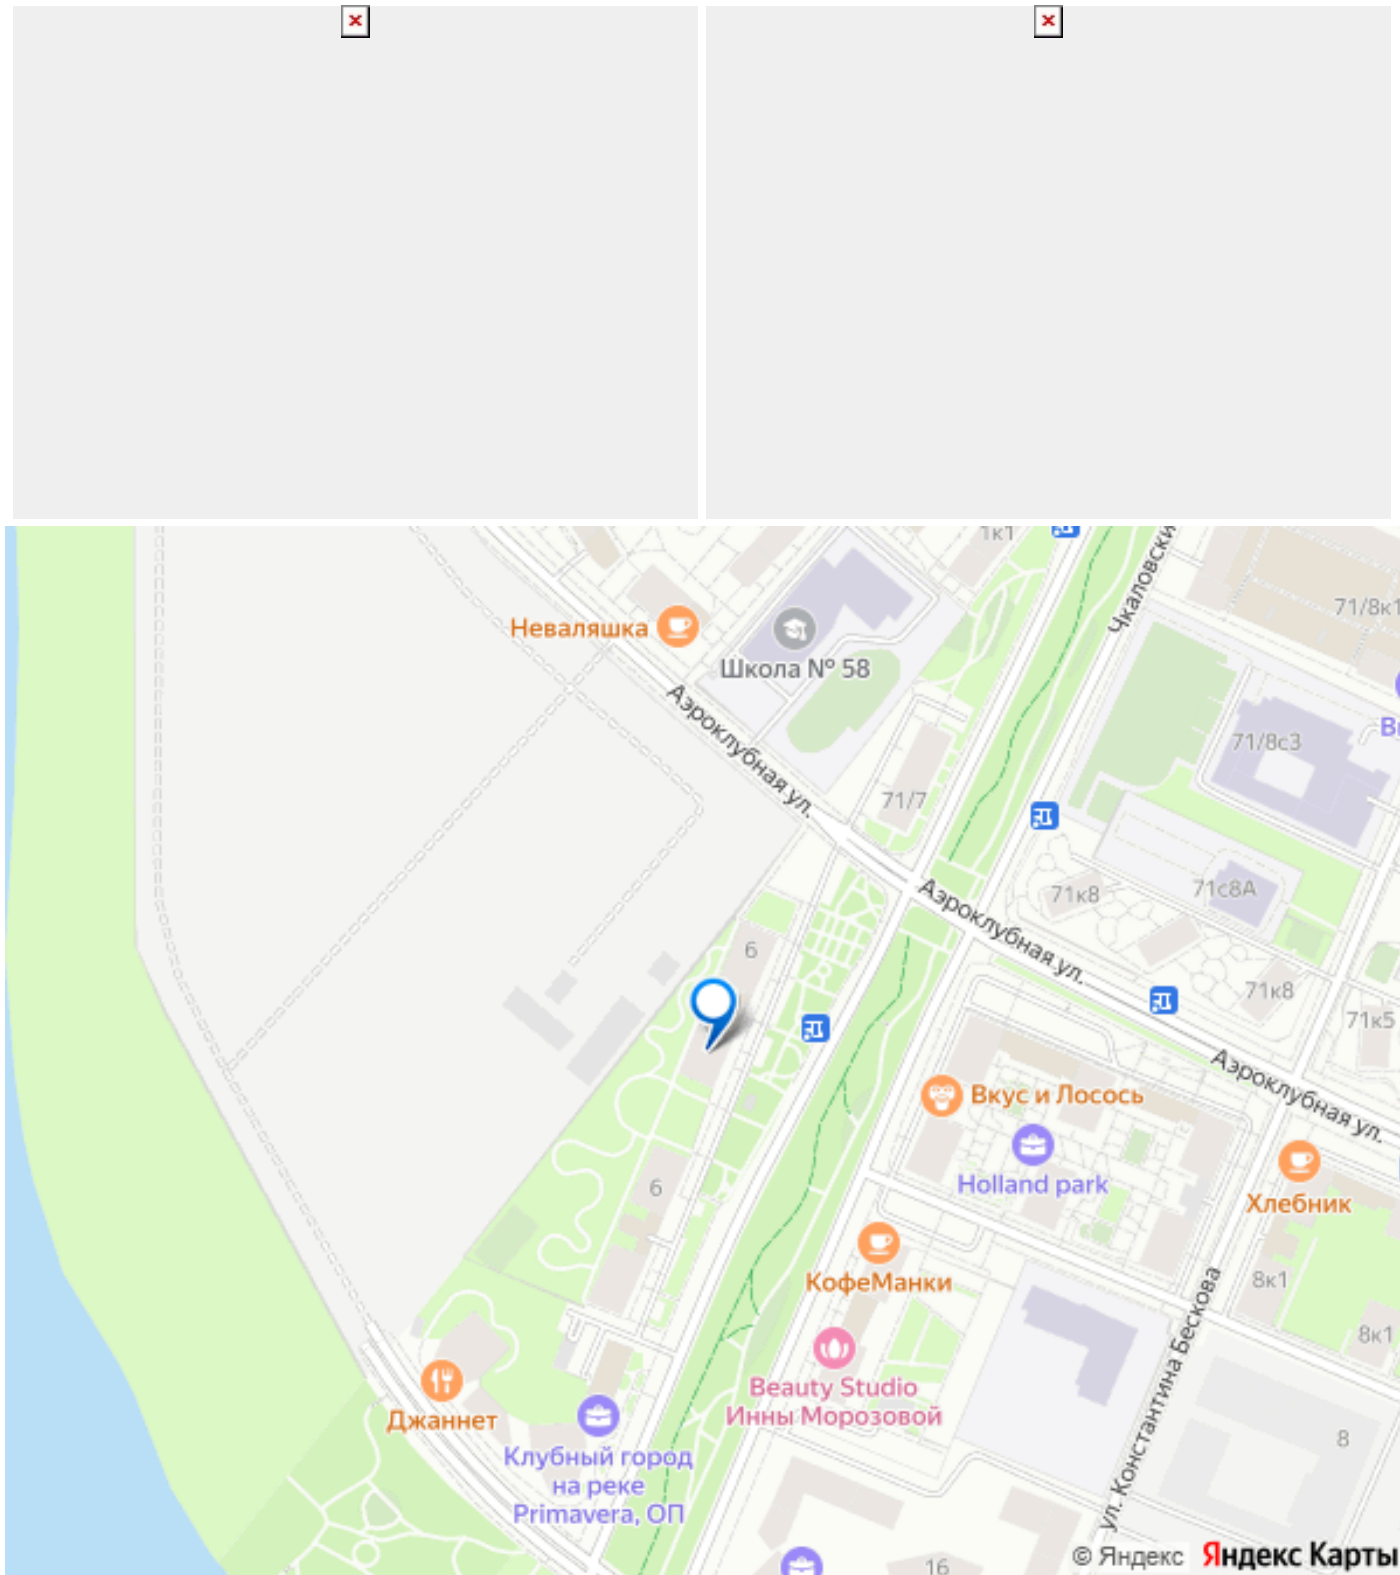 1к1
Чкаловски
71/8к1
Неваляшка
Школа № 58
Аэроклубная ул.
71/7
71/8с3
71к8
71с8А
Аэроклубная ул.
6
71к8
71к5
Вкус и Лосось
Аэроклубная ул.
Holland park
6
Хлебник
КофеМанки
8к1
ул. Константина Бескова
8к1
Beauty Studio
Инны Морозовой
Джаннет
Клубный город
на реке
Primavera, ОП
8
16
© Яндекс Яндекс Карты